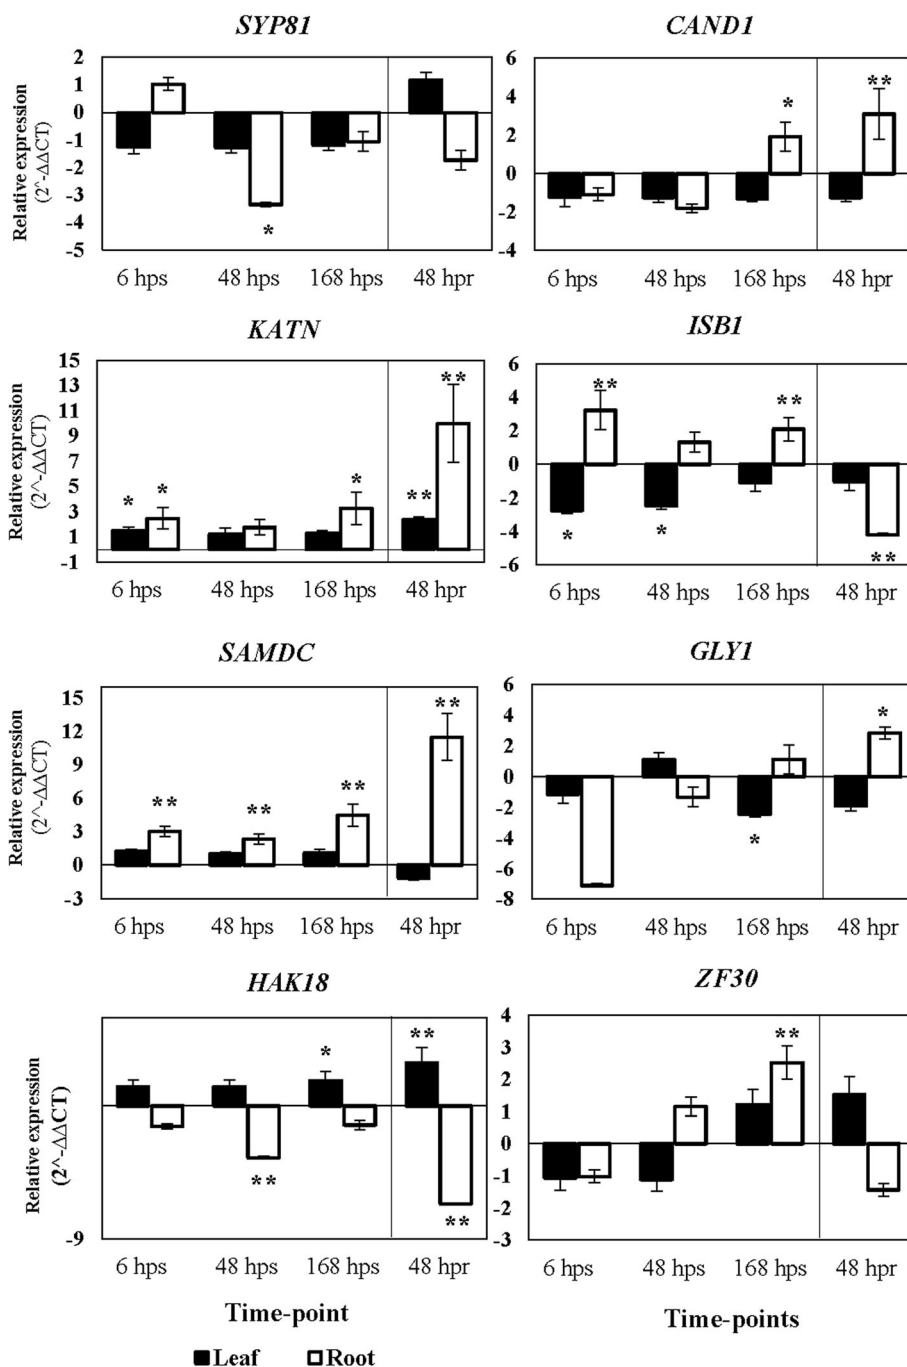 SYP81
Relative expression
(2^-ΔΔCT)
2
1
0
-1
-2
-3
-4
-5
*
6 hps 48 hps 168 hps 48 hpr
CAND1
6
4
2
0
-2
-4
*
**
6 hps 48 hps 168 hps 48 hpr
KATN
Relative expression
(2^-ΔΔCT)
15
13
11
9
7
5
3
1
-1
* * * ** **
6 hps 48 hps 168 hps 48 hpr
ISB1
6
4
2
0
-2
-4
-6
** **
* * **
6 hps 48 hps 168 hps 48 hpr
SAMDC
Relative expression
(2^-ΔΔCT)
15
12
9
6
3
0
-3
** ** ** **
6 hps 48 hps 168 hps 48 hpr
GLY1
6
4
2
0
-2
-4
-6
-8
*
*
6 hps 48 hps 168 hps 48 hpr
HAK18
Relative expression
(2^-ΔΔCT)
-9
* **
** **
6 hps 48 hps 168 hps 48 hpr
Time-point
ZF30
4
3
2
1
0
-1
-2
-3
**
6 hps 48 hps 168 hps 48 hpr
Time-points
Leaf Root